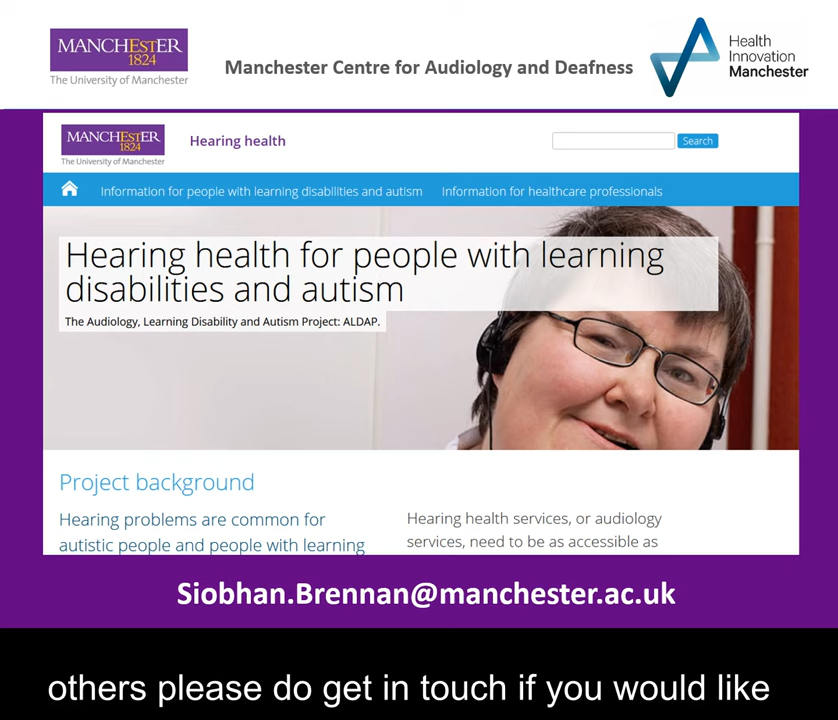 MANCHESTER
1824
The University of Manchester
Manchester Centre for Audiology and Deafness
Health
Innovation
Manchester
MANCHESTER
1824
The University of Manchester
Hearing health
Search
Information for people with learning disabilities and autism
Information for healthcare professionals
Hearing health for people with learning
disabilities and autism
The Audiology, Learning Disability and Autism Project: ALDAP.
Project background
Hearing problems are common for
autistic people and people with learning
Hearing health services, or audiology
services, need to be as accessible as
Siobhan.Brennan@manchester.ac.uk
others please do get in touch if you would like